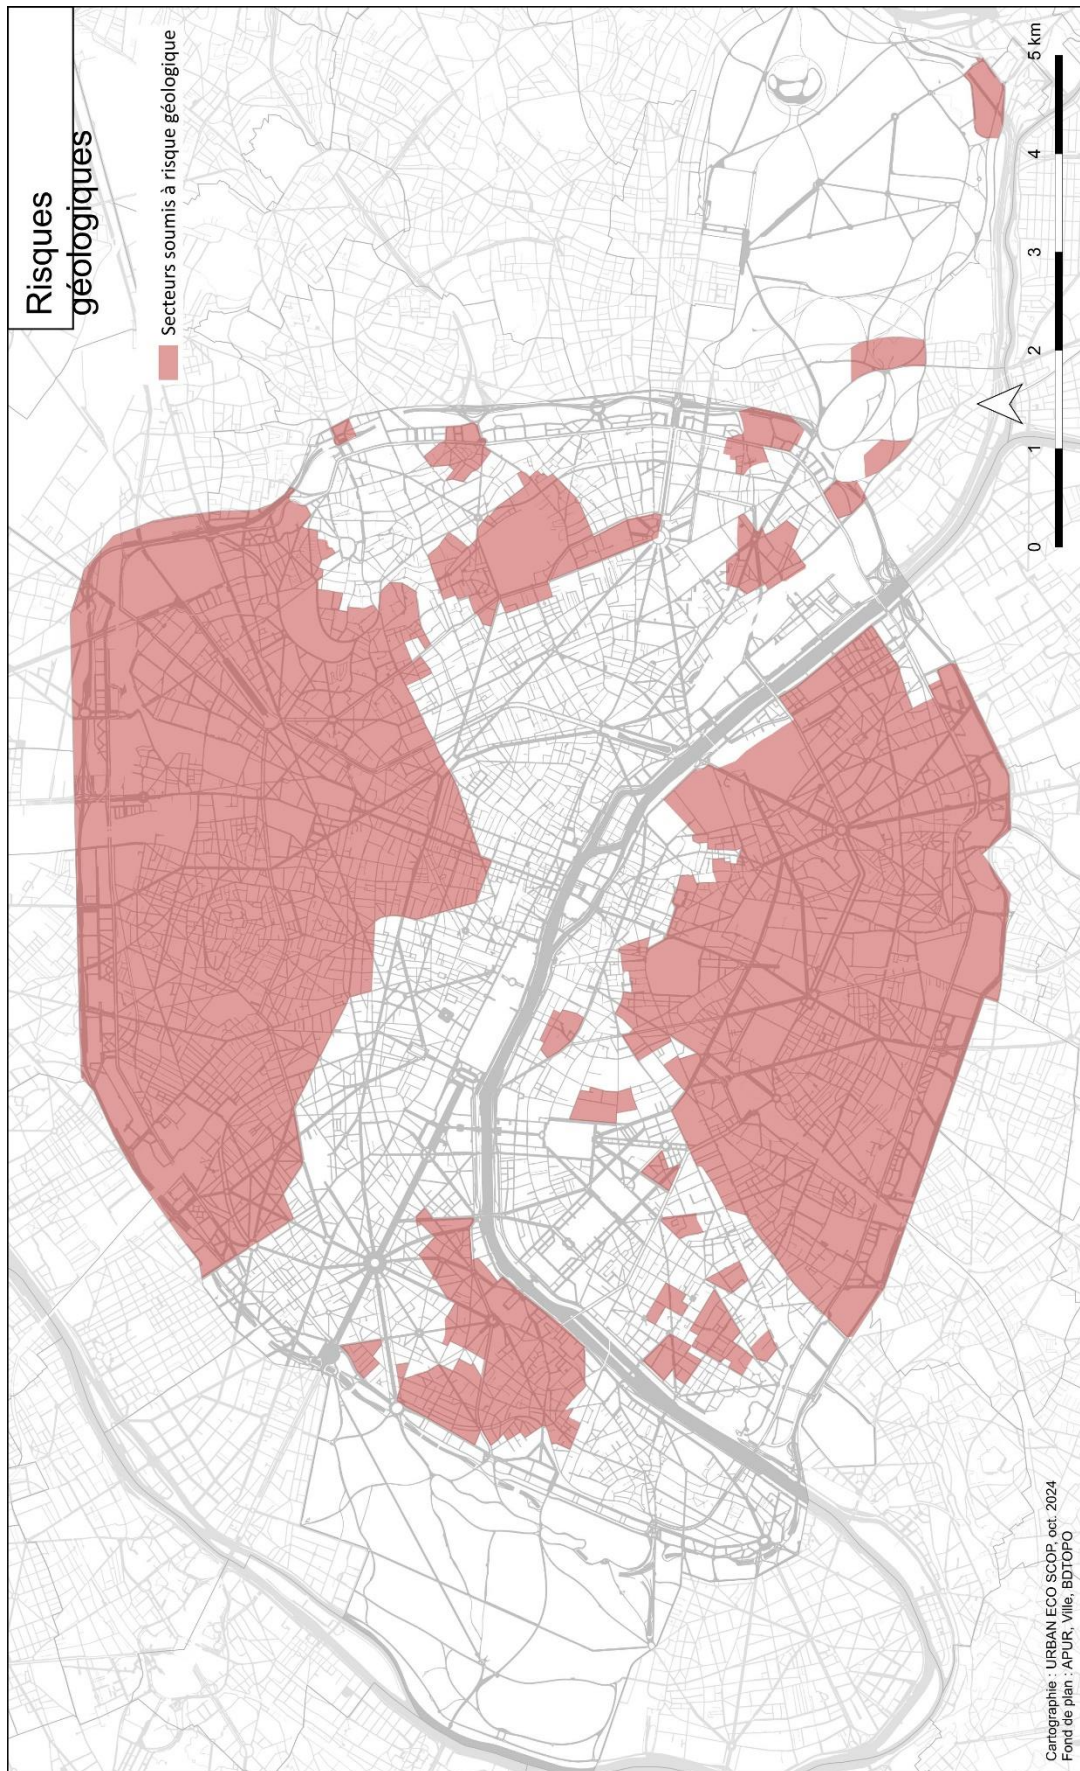 Risques
géologiques
Secteurs soumis à risque géologique
0 1 2 3 4 5 km
Cartographie : URBAN ECO SCOP, oct. 2024
Fond de plan : APUR, Ville, BDTOPO